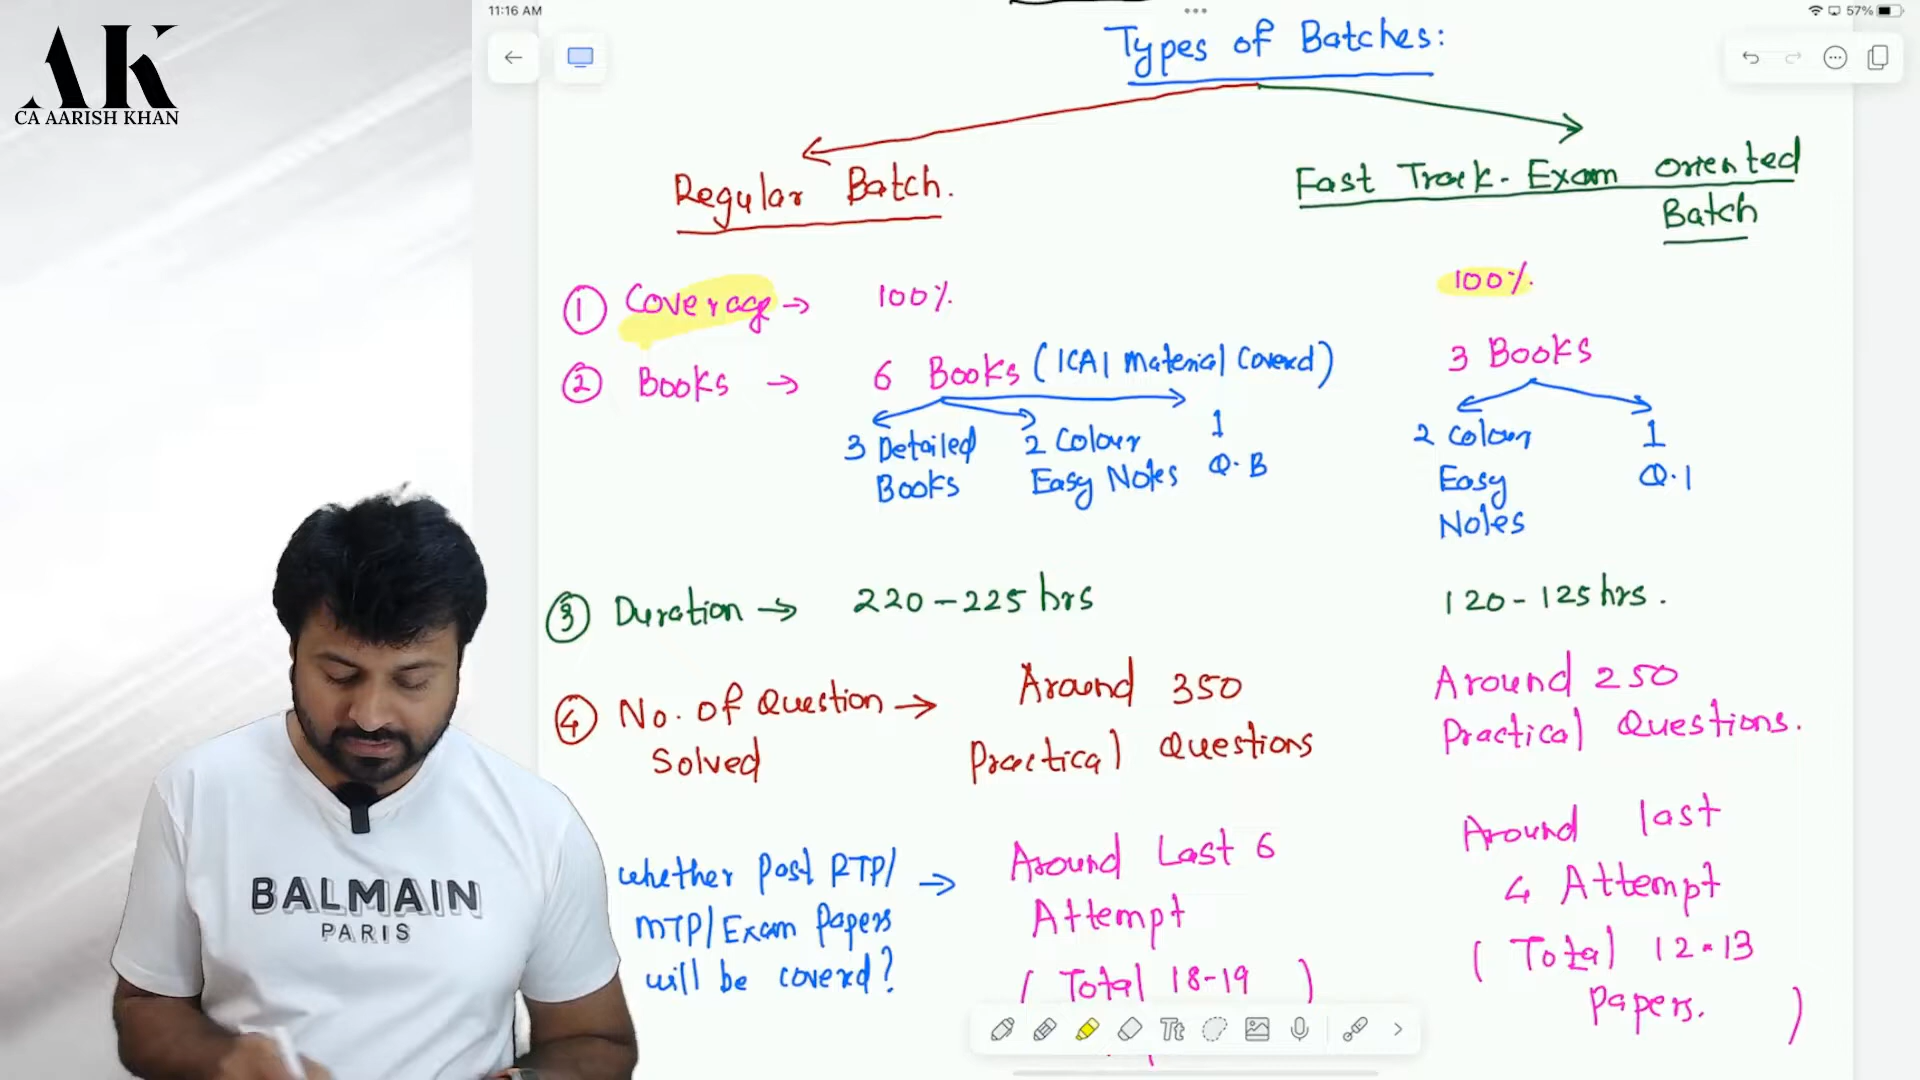 AK
CA AARISH KHAN
11:16 AM
57%
Types of Batches:
Regular Batch.
Fast Track-Exam Oriented
Batch
① Coverage → 100%. 100%.
② Books → 6 Books (ICAI Material Coverd) 3 Books
3 Detailed Books
2 Colour Easy Notes
1 Q.B
2 Colour Easy Notes
1 Q.I
③ Duration → 220-225 hrs 120-125 hrs.
④ No. of Question Solved → Around 350 Practical Questions
Around 250 Practical Questions.
whether Past RTP/
MTP/Exam Papers
will be coverd? →
Around Last 6
Attempt
(Total 18-19 )
Around last
4 Attempt
(Total 12-13
Papers. )
Tt
BALMAIN
PARIS